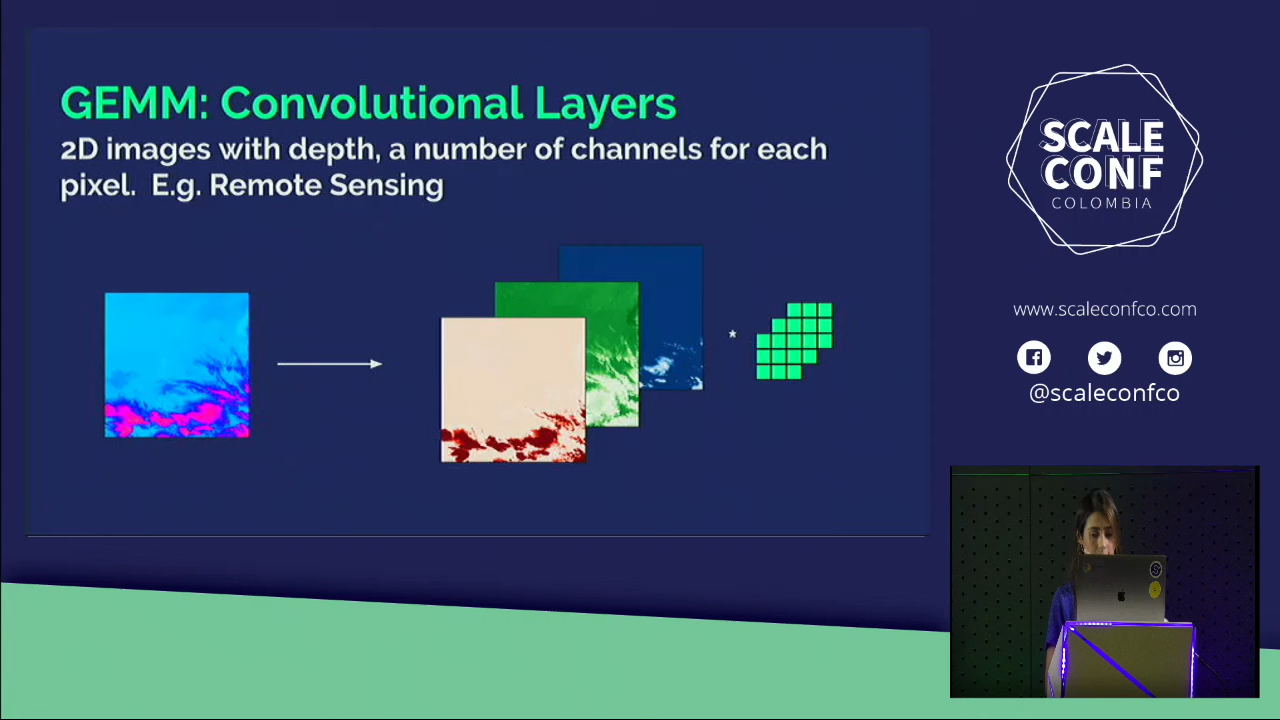 GEMM: Convolutional Layers
2D images with depth, a number of channels for each
pixel. E.g. Remote Sensing
*
SCALE
CONF
COLOMBIA
www.scaleconfco.com
@scaleconfco